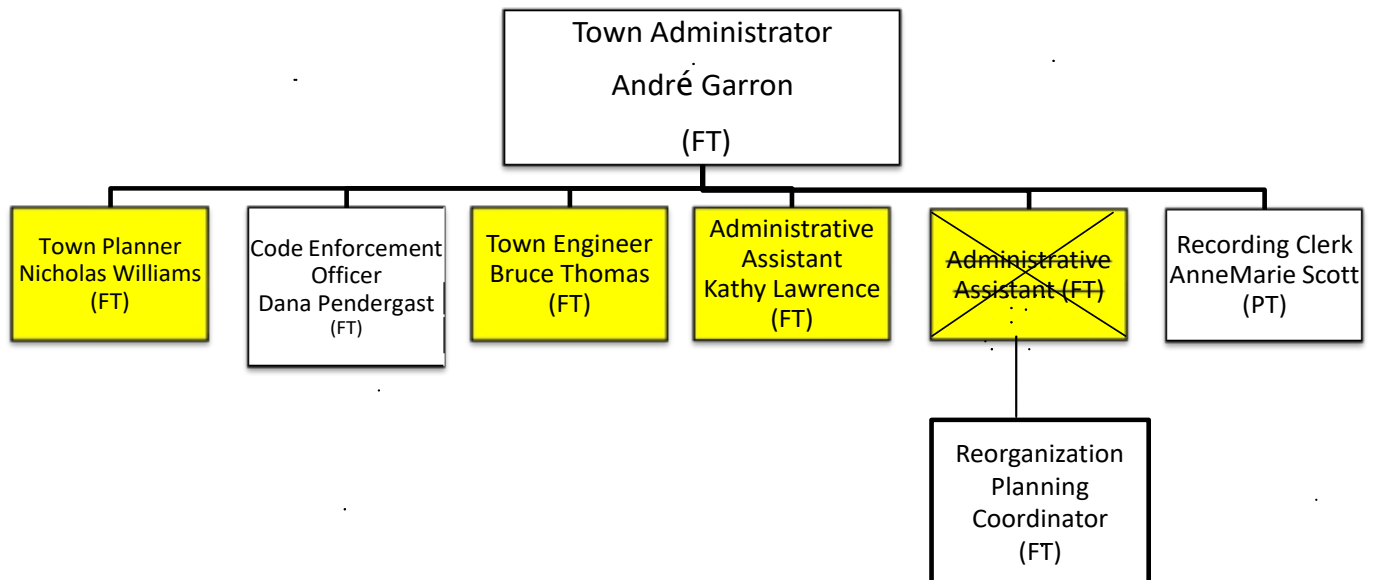 Town Administrator
André Garron
(FT)
Town Planner
Nicholas Williams
(FT)
Code Enforcement
Officer
Dana Pendergast
(FT)
Town Engineer
Bruce Thomas
(FT)
Administrative
Assistant
Kathy Lawrence
(FT)
Administrative
Assistant (FT)
Recording Clerk
AnneMarie Scott
(PT)
Reorganization
Planning
Coordinator
(FT)